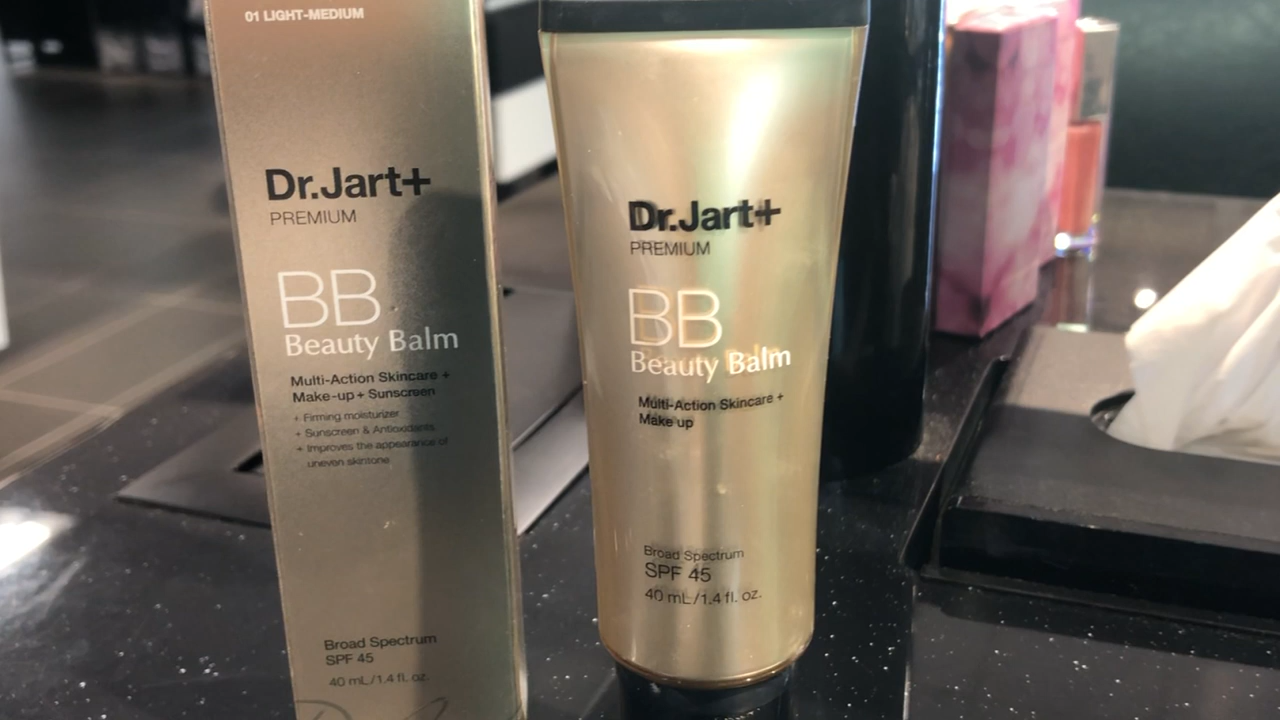 01 LIGHT-MEDIUM
Dr.Jart+
PREMIUM
BB
Beauty Balm
Multi-Action Skincare +
Make-up + Sunscreen
+ Firming moisturizer
+ Sunscreen & Antioxidants
+ Improves the appearance of
uneven skintone
Broad Spectrum
SPF 45
40 mL/1.4 fl. oz.
Dr.Jart+
PREMIUM
BB
Beauty Balm
Multi-Action Skincare +
Make up
Broad Spectrum
SPF 45
40 mL/1.4 fl. oz.